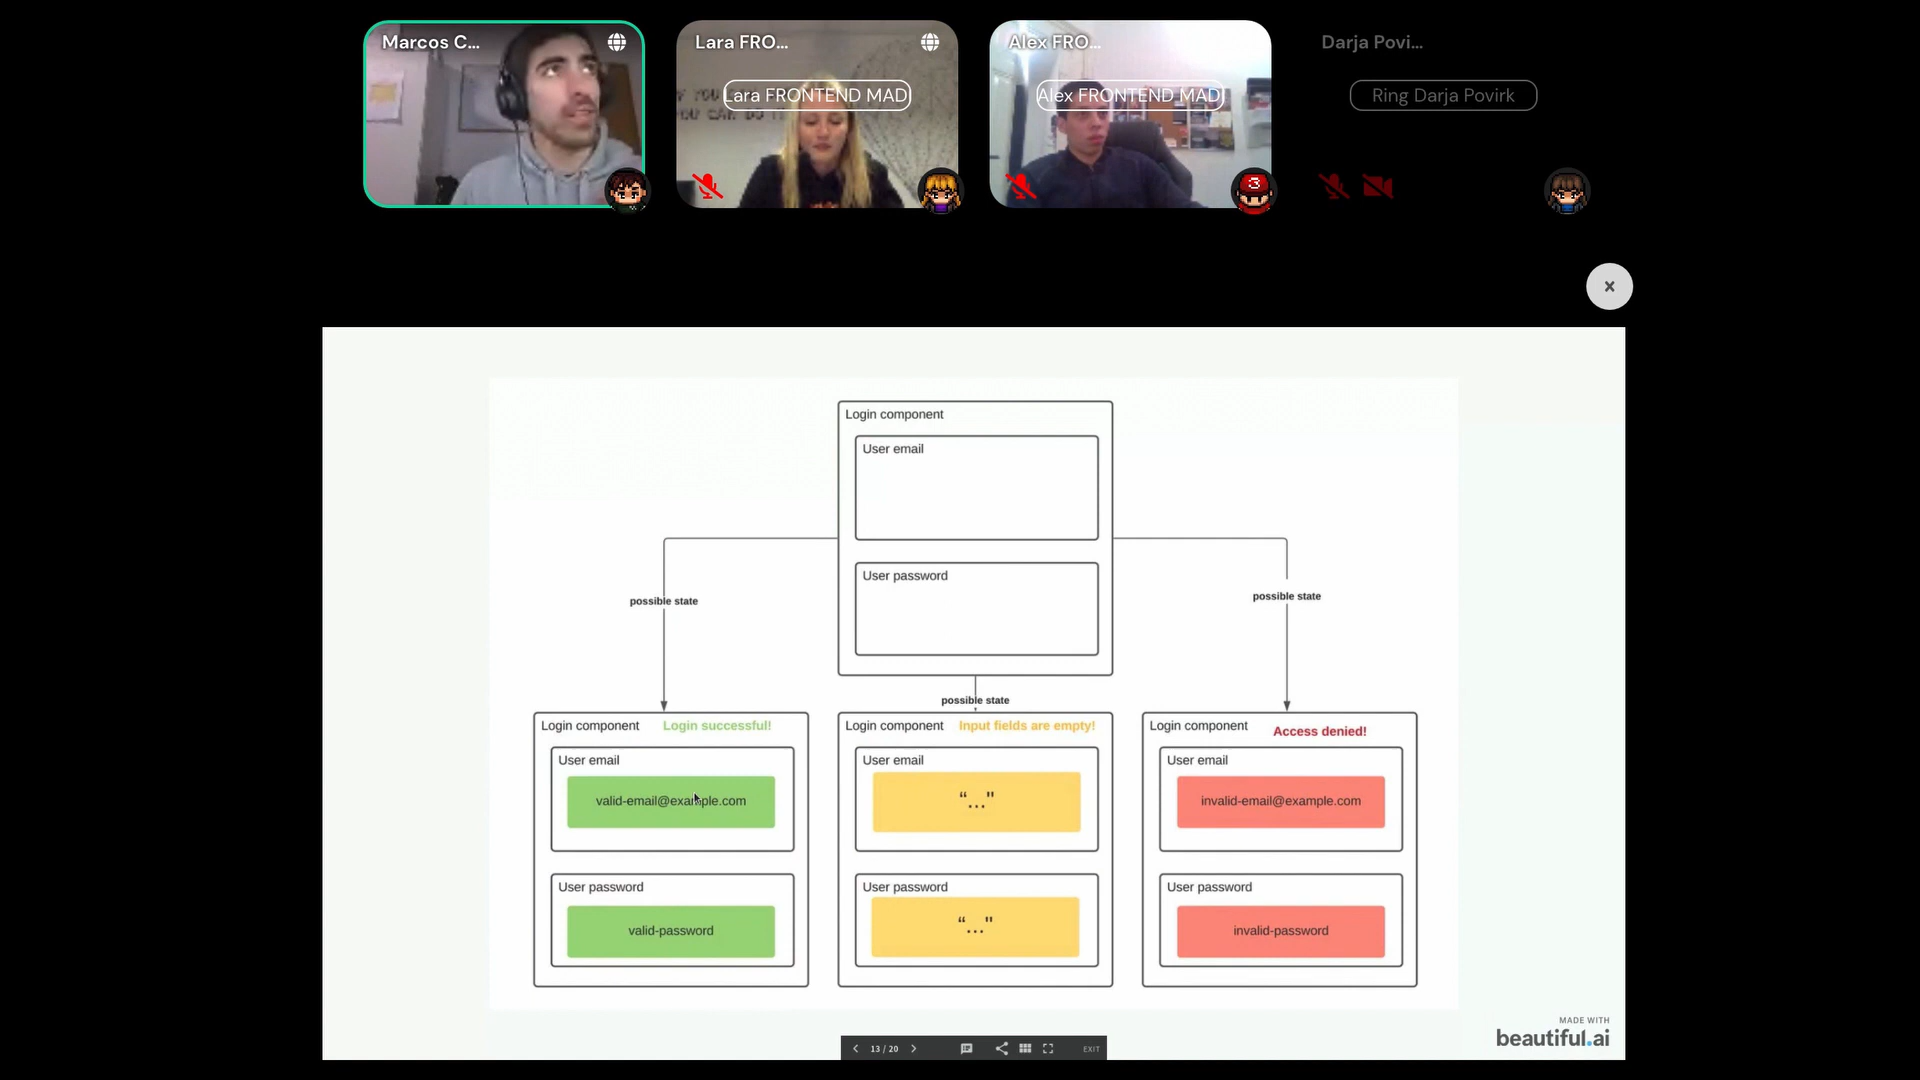 Marcos C...
Lara FRO...
Alex FRO...
Darja Povi...
Lara FRONTEND MAD
Alex FRONTEND MAD
Ring Darja Povirk
3
Login component
User email
User password
possible state
possible state
possible state
Login component Login successful!
User email
valid-email@example.com
User password
valid-password
Login component Input fields are empty!
User email
“..."
User password
“..."
Login component Access denied!
User email
invalid-email@example.com
User password
invalid-password
13 / 20
EXIT
MADE WITH
beautiful.ai